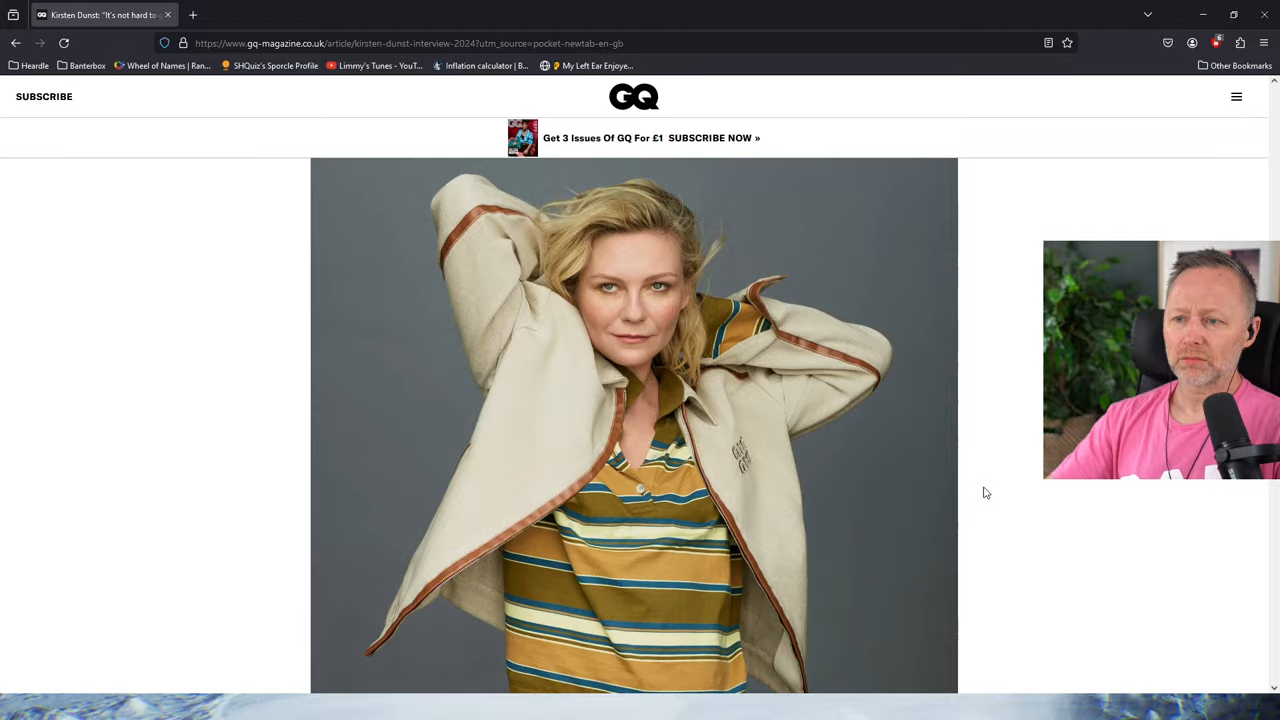 Kirsten Dunst: "It's not hard to
https://www.gq-magazine.co.uk/article/kirsten-dunst-interview-2024?utm_source=pocket-newtab-en-gb
6
Heardle
Banterbox
Wheel of Names | Ran...
SHQuiz's Sporcle Profile
Limmy's Tunes - YouT...
Inflation calculator | B...
My Left Ear Enjoye...
Other Bookmarks
SUBSCRIBE
GQ
Get 3 Issues Of GQ For £1 SUBSCRIBE NOW »